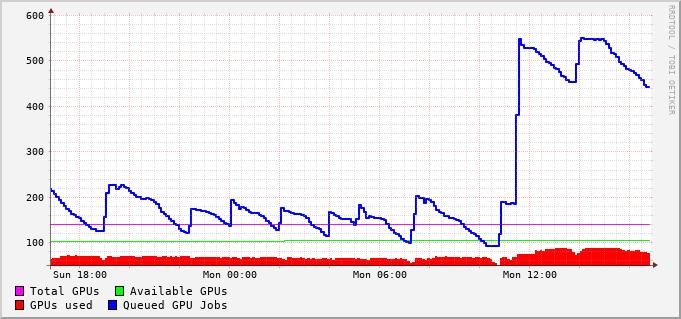 600
500
400
300
200
100
Sun 18:00 Mon 00:00 Mon 06:00 Mon 12:00
Total GPUs Available GPUs
GPUs used Queued GPU Jobs
RRDTOOL / TOBI OETIKER